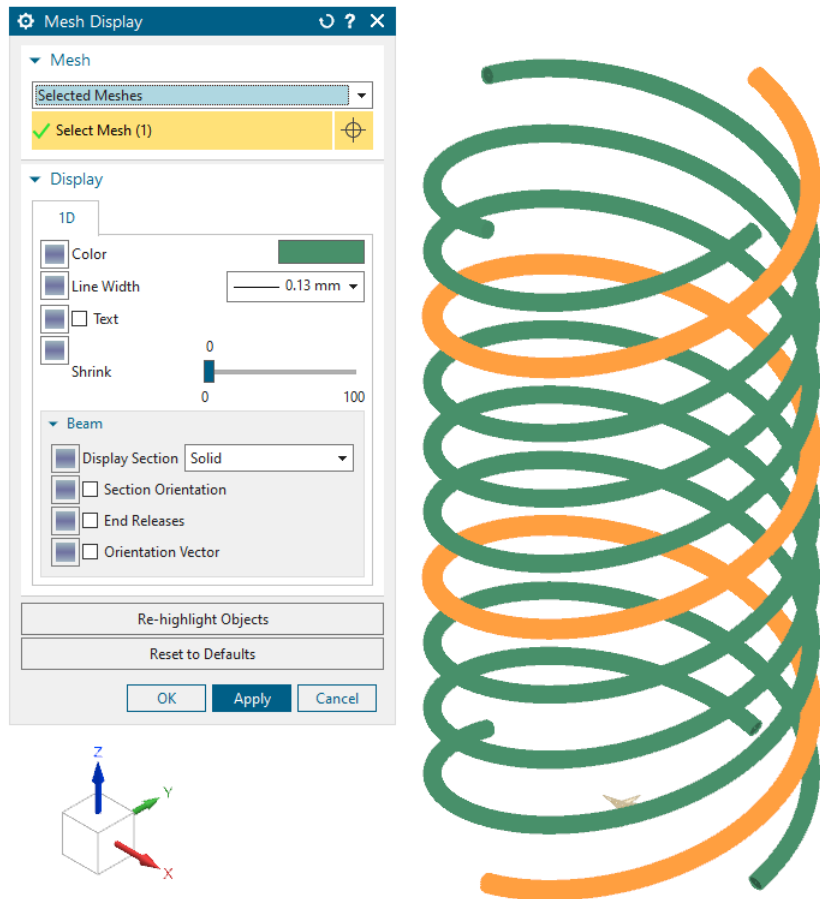 Mesh Display
Mesh
Selected Meshes
Select Mesh (1)
Display
1D
Color
Line Width
0.13 mm
Text
0
Shrink
0 100
Beam
Display Section Solid
Section Orientation
End Releases
Orientation Vector
Re-highlight Objects
Reset to Defaults
OK Apply Cancel
Z
Y
X